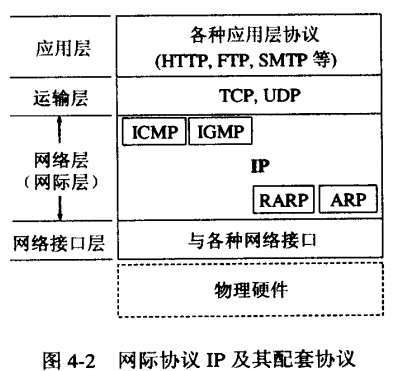 应用层
各种应用层协议
(HTTP, FTP, SMTP 等)
运输层
TCP, UDP
网络层
（网际层）
ICMP
IGMP
IP
RARP
ARP
网络接口层
与各种网络接口
物理硬件
图 4-2 网际协议 IP 及其配套协议